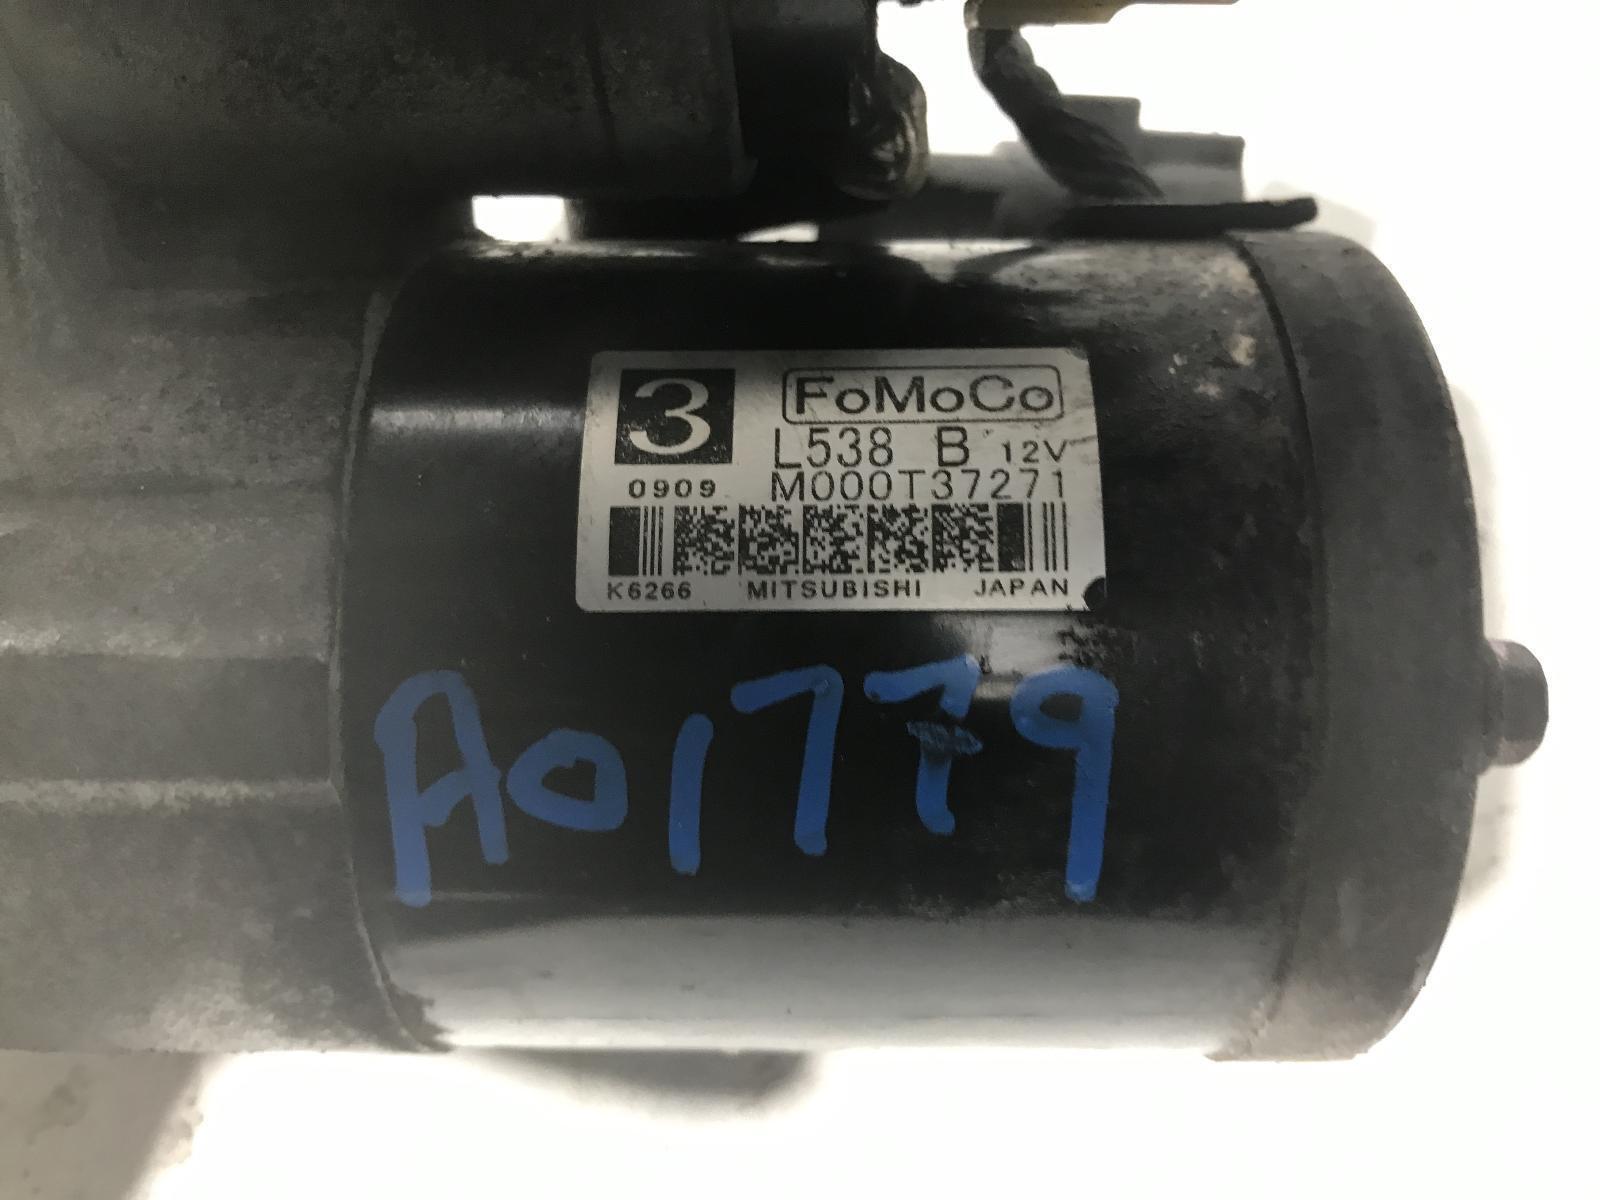 3 FoMoCo
L538 B 12V
0909 M000T37271
K6266 MITSUBISHI JAPAN
A01779